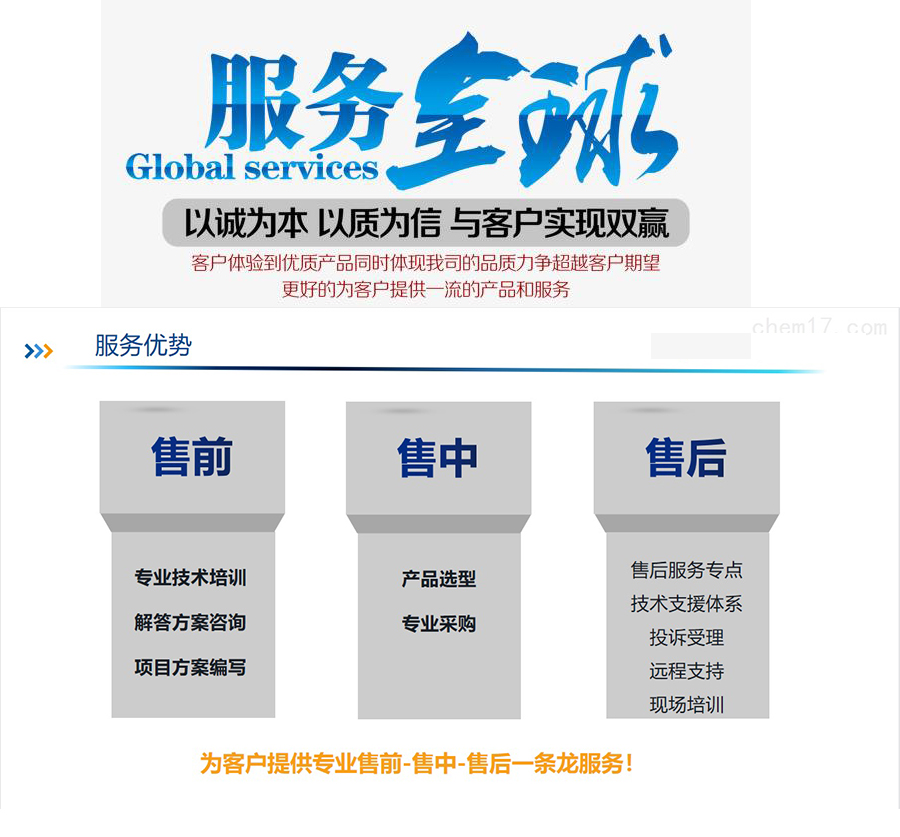 服务全球
Global services
以诚为本 以质为信 与客户实现双赢
客户体验到优质产品同时体现我司的品质力争超越客户期望
更好的为客户提供一流的产品和服务
chem17.com
服务优势
售前
专业技术培训
解答方案咨询
项目方案编写
售中
产品选型
专业采购
售后
售后服务专点
技术支援体系
投诉受理
远程支持
现场培训
为客户提供专业售前-售中-售后一条龙服务!